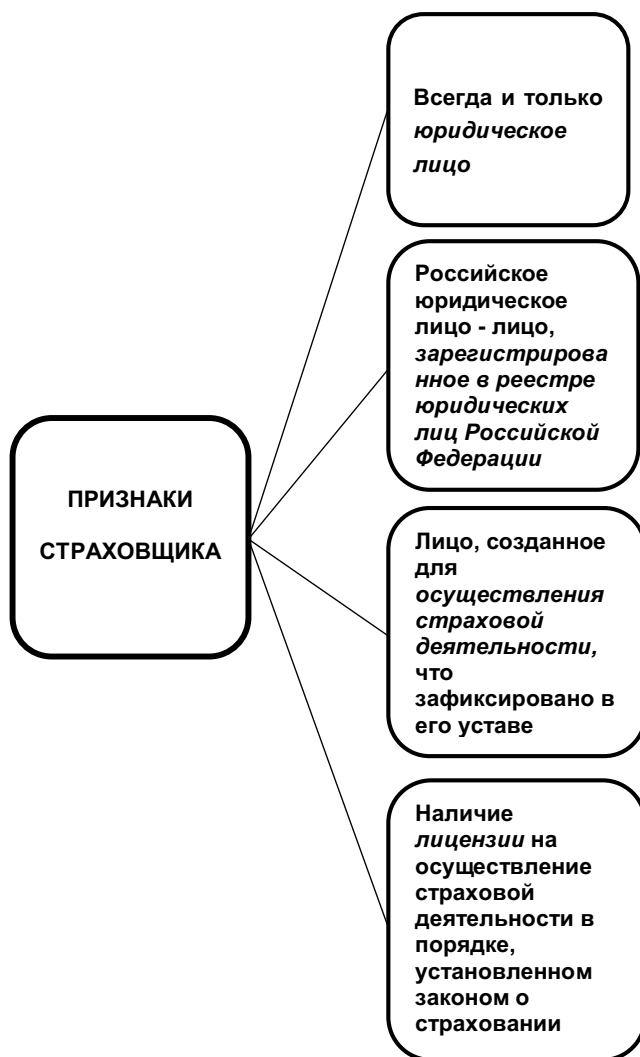 Всегда и только
юридическое
лицо
Российское
юридическое
лицо - лицо,
зарегистрирова
нное в реестре
юридических
лиц Российской
Федерации
ПРИЗНАКИ
СТРАХОВЩИКА
Лицо, созданное
для
осуществления
страховой
деятельности,
что
зафиксировано в
его уставе
Наличие
лицензии на
осуществление
страховой
деятельности в
порядке,
установленном
законом о
страховании